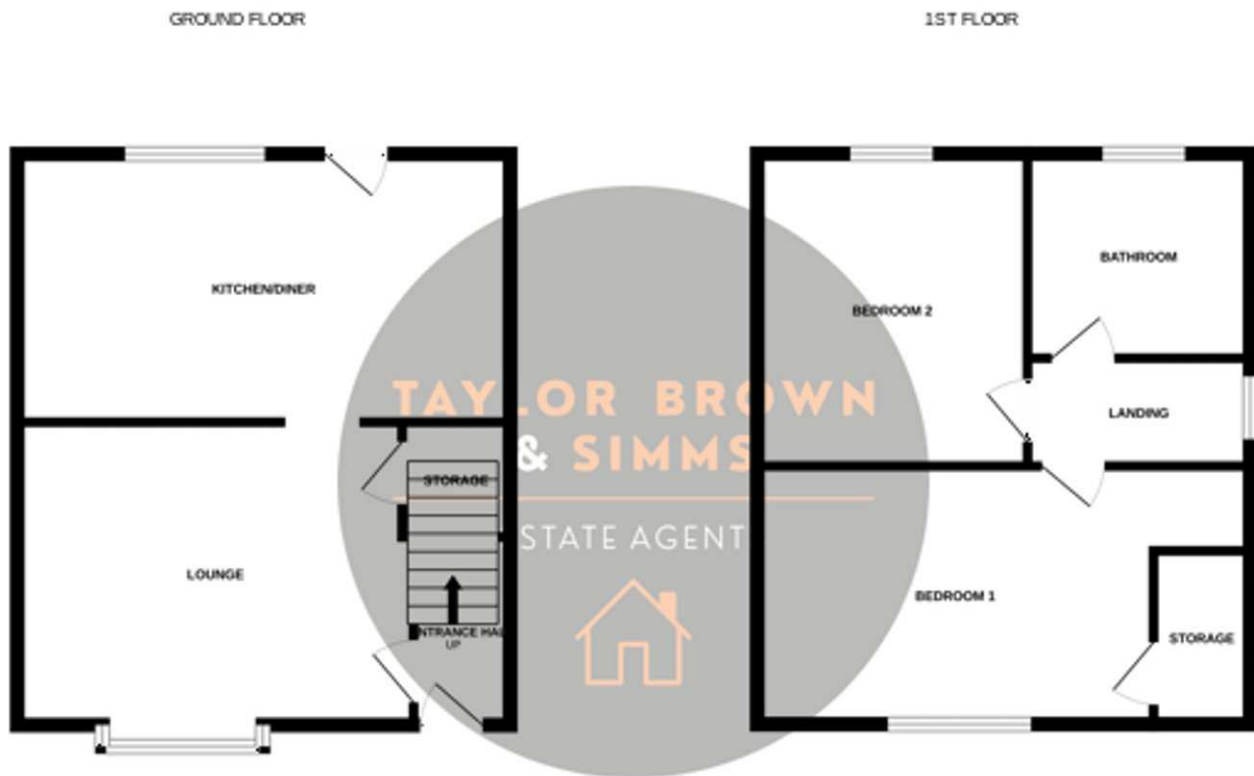 GROUND FLOOR
1ST FLOOR
KITCHEN/DINER
BATHROOM
BEDROOM 2
TAYLOR BROWN
& SIMMS
LANDING
STORAGE
STATE AGENT
LOUNGE
BEDROOM 1
NTRANCE HAL
UP
STORAGE